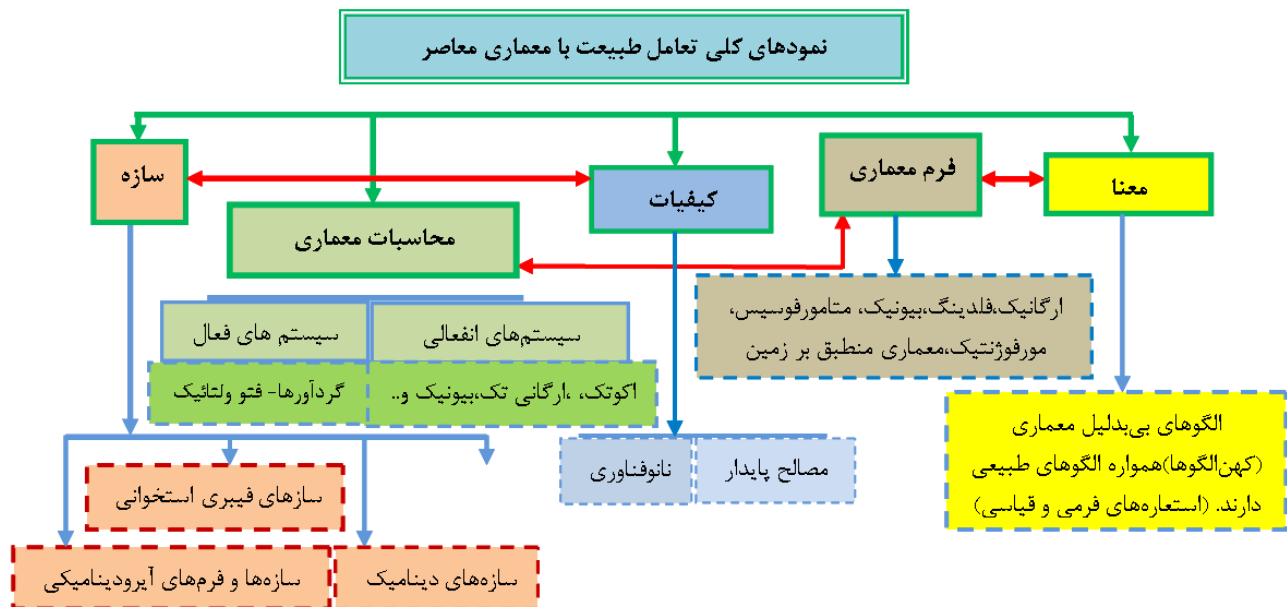 نمودهای کلی تعامل طبیعت با معماری معاصر
معنا
فرم معماری
کیفیات
محاسبات معماری
سازه
ارگانیک،فلدینگ،بیونیک، متامورفوسیس،
مورفوژنتیک،معماری منطبق بر زمین
سیستم‌های انفعالی
سیستم های فعال
اکوتک، ،ارگانی تک،بیونیک و..
گردآورها- فتو ولتائیک
الگوهای بی‌بدلیل معماری
(کهن‌الگوها)همواره الگوهای طبیعی
دارند. (استعاره‌های فرمی و قیاسی)
مصالح پایدار
نانوفناوری
سازهای فیبری استخوانی
سازه‌های دینامیک
سازه‌ها و فرم‌های آیرودینامیکی